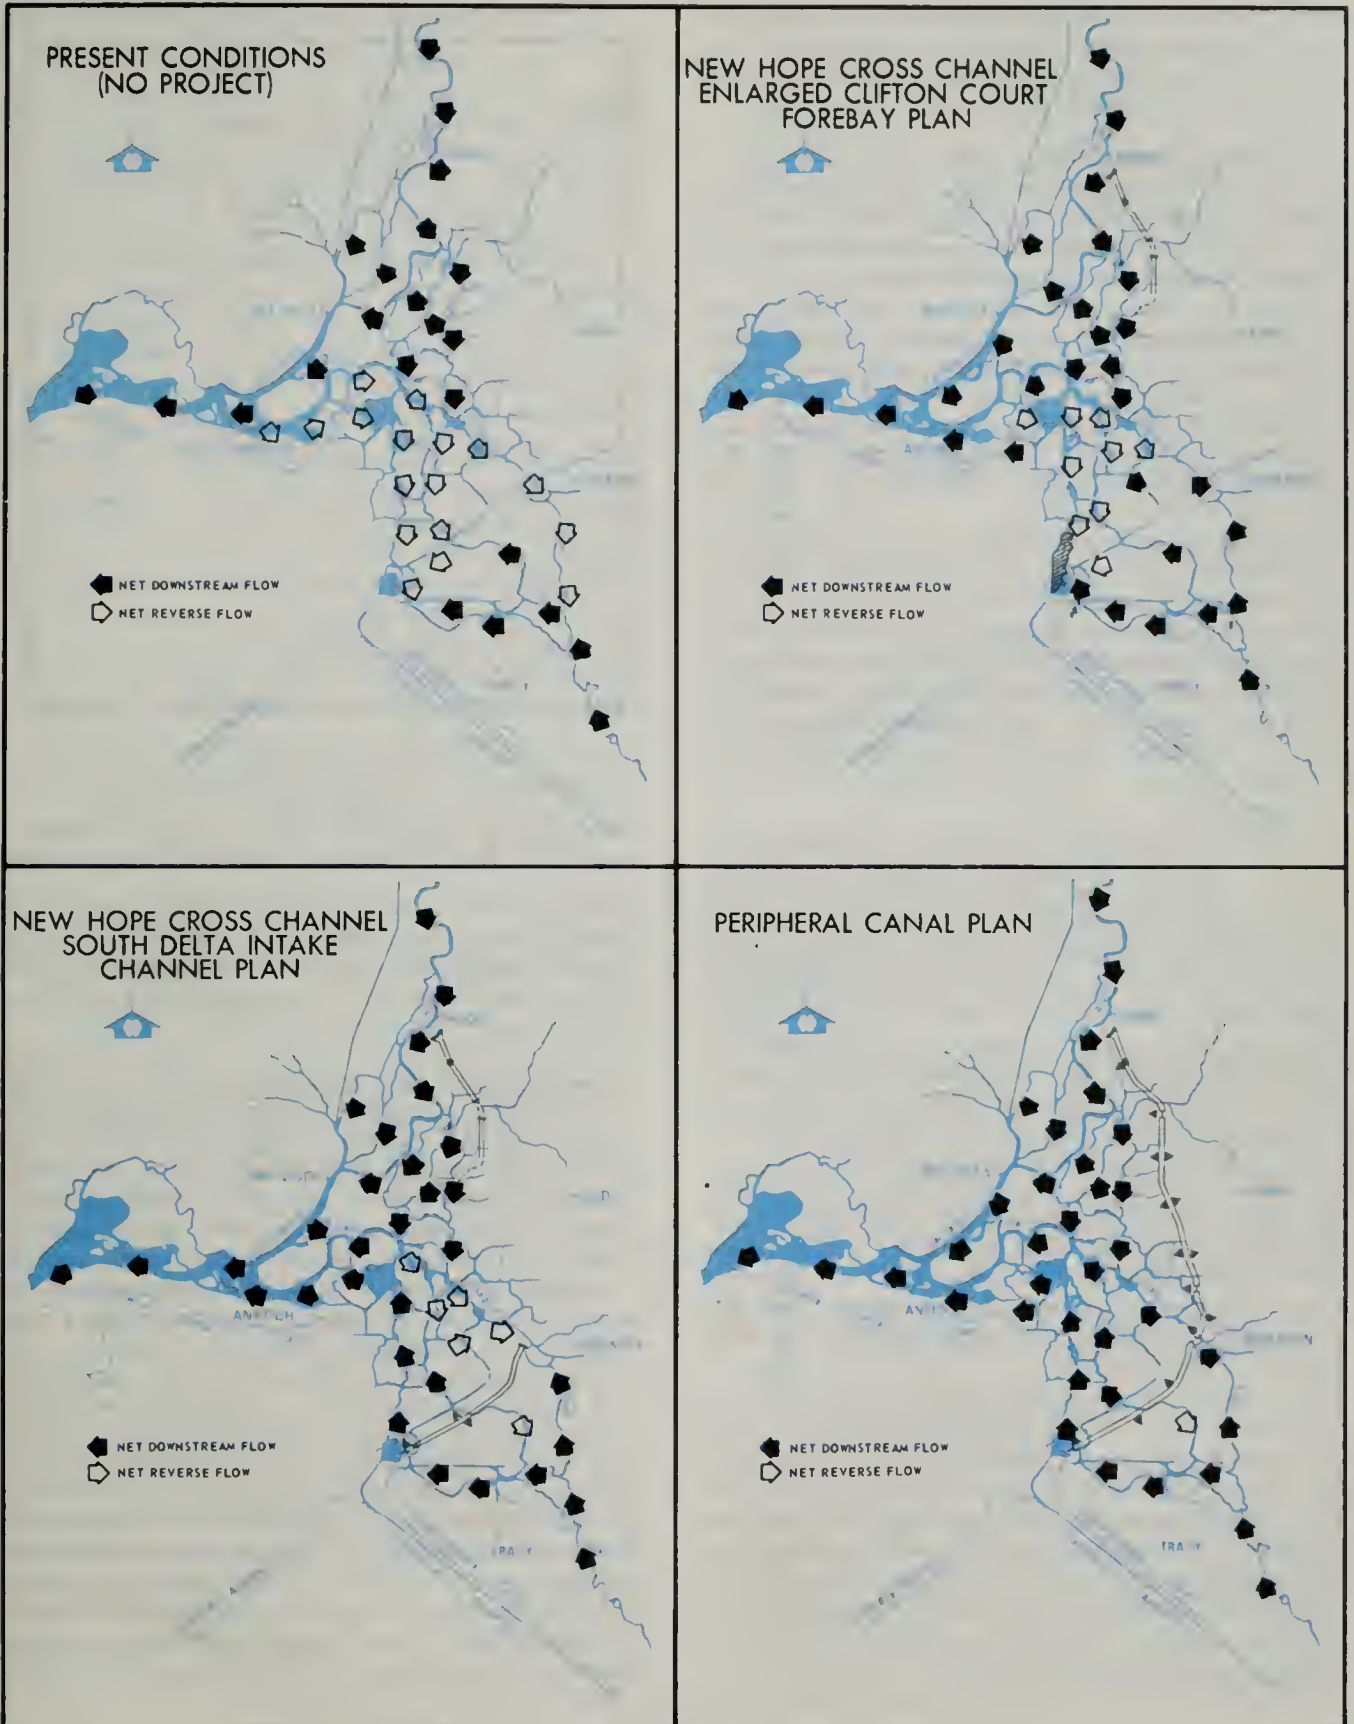 PRESENT CONDITIONS
(NO PROJECT)
NET DOWNSTREAM FLOW
NET REVERSE FLOW
NEW HOPE CROSS CHANNEL
ENLARGED CLIFTON COURT
FOREBAY PLAN
NET DOWNSTREAM FLOW
NET REVERSE FLOW
NEW HOPE CROSS CHANNEL
SOUTH DELTA INTAKE
CHANNEL PLAN
NET DOWNSTREAM FLOW
NET REVERSE FLOW
PERIPHERAL CANAL PLAN
NET DOWNSTREAM FLOW
NET REVERSE FLOW